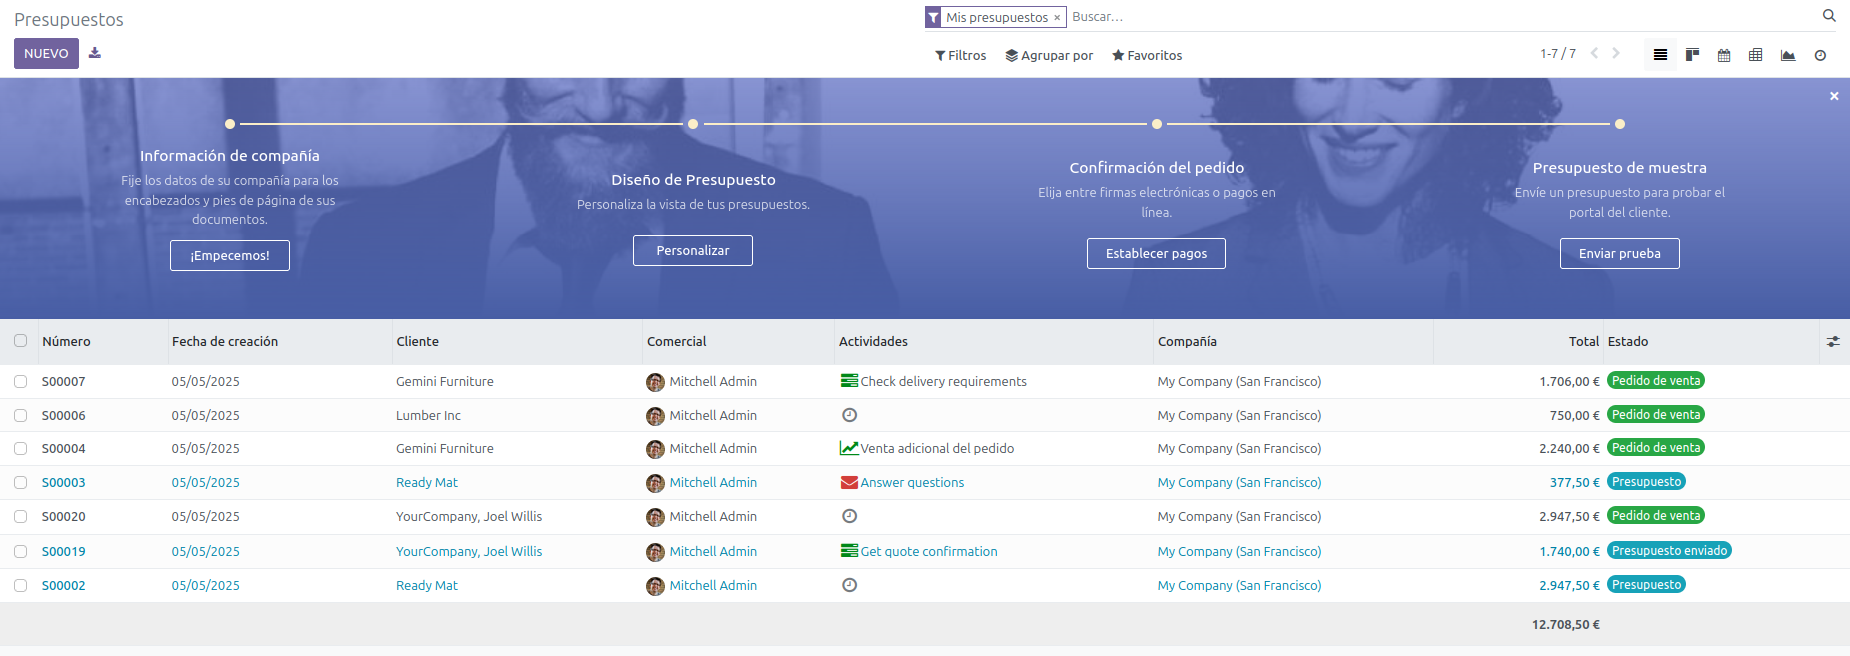 Presupuestos
Mis presupuestos × Buscar...
NUEVO
Filtros Agrupar por Favoritos 1-7 / 7
Información de compañía
Fije los datos de su compañía para los
encabezados y pies de página de sus
documentos.
¡Empecemos!
Diseño de Presupuesto
Personaliza la vista de tus presupuestos.
Personalizar
Confirmación del pedido
Elija entre firmas electrónicas o pagos en
línea.
Establecer pagos
Presupuesto de muestra
Envíe un presupuesto para probar el
portal del cliente.
Enviar prueba
Número Fecha de creación Cliente Comercial Actividades Compañía Total Estado
S00007 05/05/2025 Gemini Furniture Mitchell Admin Check delivery requirements My Company (San Francisco) 1.706,00 € Pedido de venta
S00006 05/05/2025 Lumber Inc Mitchell Admin My Company (San Francisco) 750,00 € Pedido de venta
S00004 05/05/2025 Gemini Furniture Mitchell Admin Venta adicional del pedido My Company (San Francisco) 2.240,00 € Pedido de venta
S00003 05/05/2025 Ready Mat Mitchell Admin Answer questions My Company (San Francisco) 377,50 € Presupuesto
S00020 05/05/2025 YourCompany, Joel Willis Mitchell Admin My Company (San Francisco) 2.947,50 € Pedido de venta
S00019 05/05/2025 YourCompany, Joel Willis Mitchell Admin Get quote confirmation My Company (San Francisco) 1.740,00 € Presupuesto enviado
S00002 05/05/2025 Ready Mat Mitchell Admin My Company (San Francisco) 2.947,50 € Presupuesto
12.708,50 €